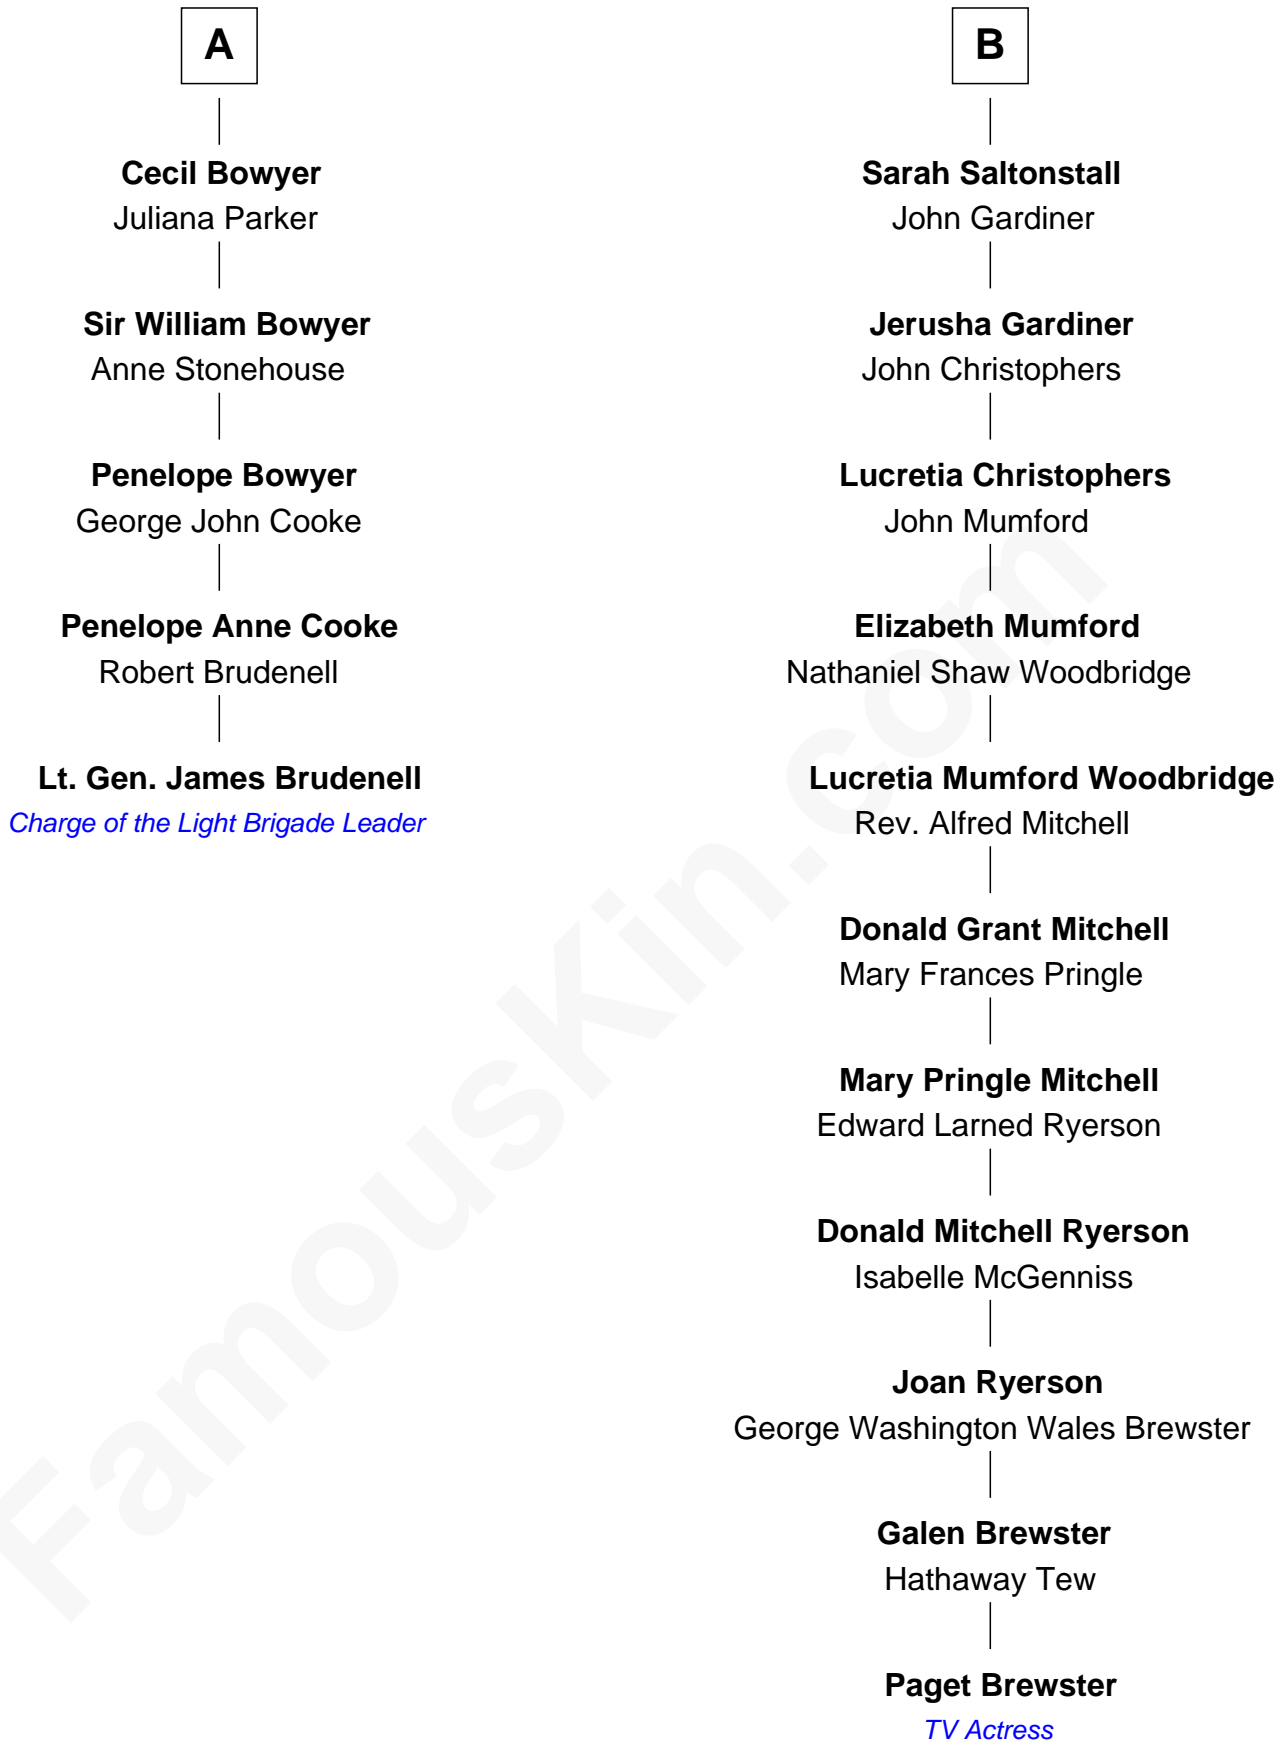 A
Cecil Bowyer
Juliana Parker
Sir William Bowyer
Anne Stonehouse
Penelope Bowyer
George John Cooke
Penelope Anne Cooke
Robert Brudenell
Lt. Gen. James Brudenell
Charge of the Light Brigade Leader
B
Sarah Saltonstall
John Gardiner
Jerusha Gardiner
John Christophers
Lucretia Christophers
John Mumford
Elizabeth Mumford
Nathaniel Shaw Woodbridge
Lucretia Mumford Woodbridge
Rev. Alfred Mitchell
Donald Grant Mitchell
Mary Frances Pringle
Mary Pringle Mitchell
Edward Larned Ryerson
Donald Mitchell Ryerson
Isabelle McGenniss
Joan Ryerson
George Washington Wales Brewster
Galen Brewster
Hathaway Tew
Paget Brewster
TV Actress
FamousKin.com